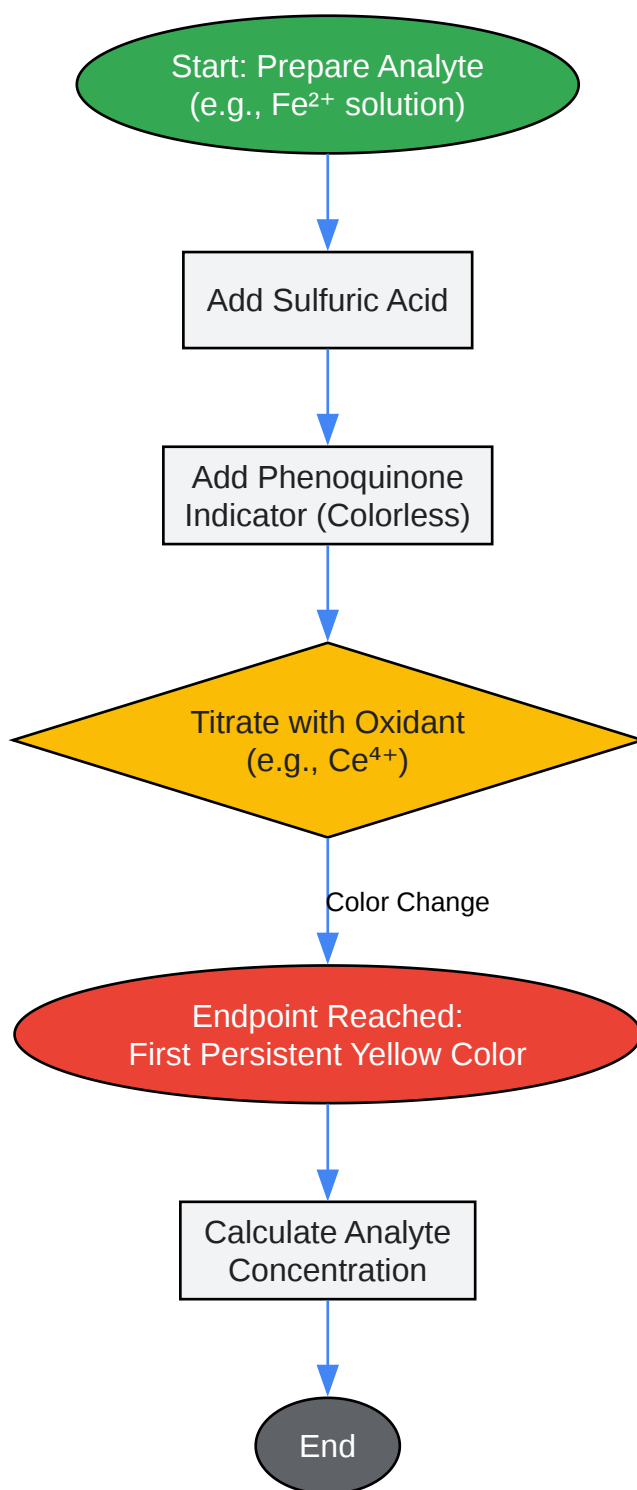 Start: Prepare Analyte
(e.g., Fe²⁺ solution)
Add Sulfuric Acid
Add Phenoquinone
Indicator (Colorless)
Titrate with Oxidant
(e.g., Ce⁴⁺)
Color Change
Endpoint Reached:
First Persistent Yellow Color
Calculate Analyte
Concentration
End